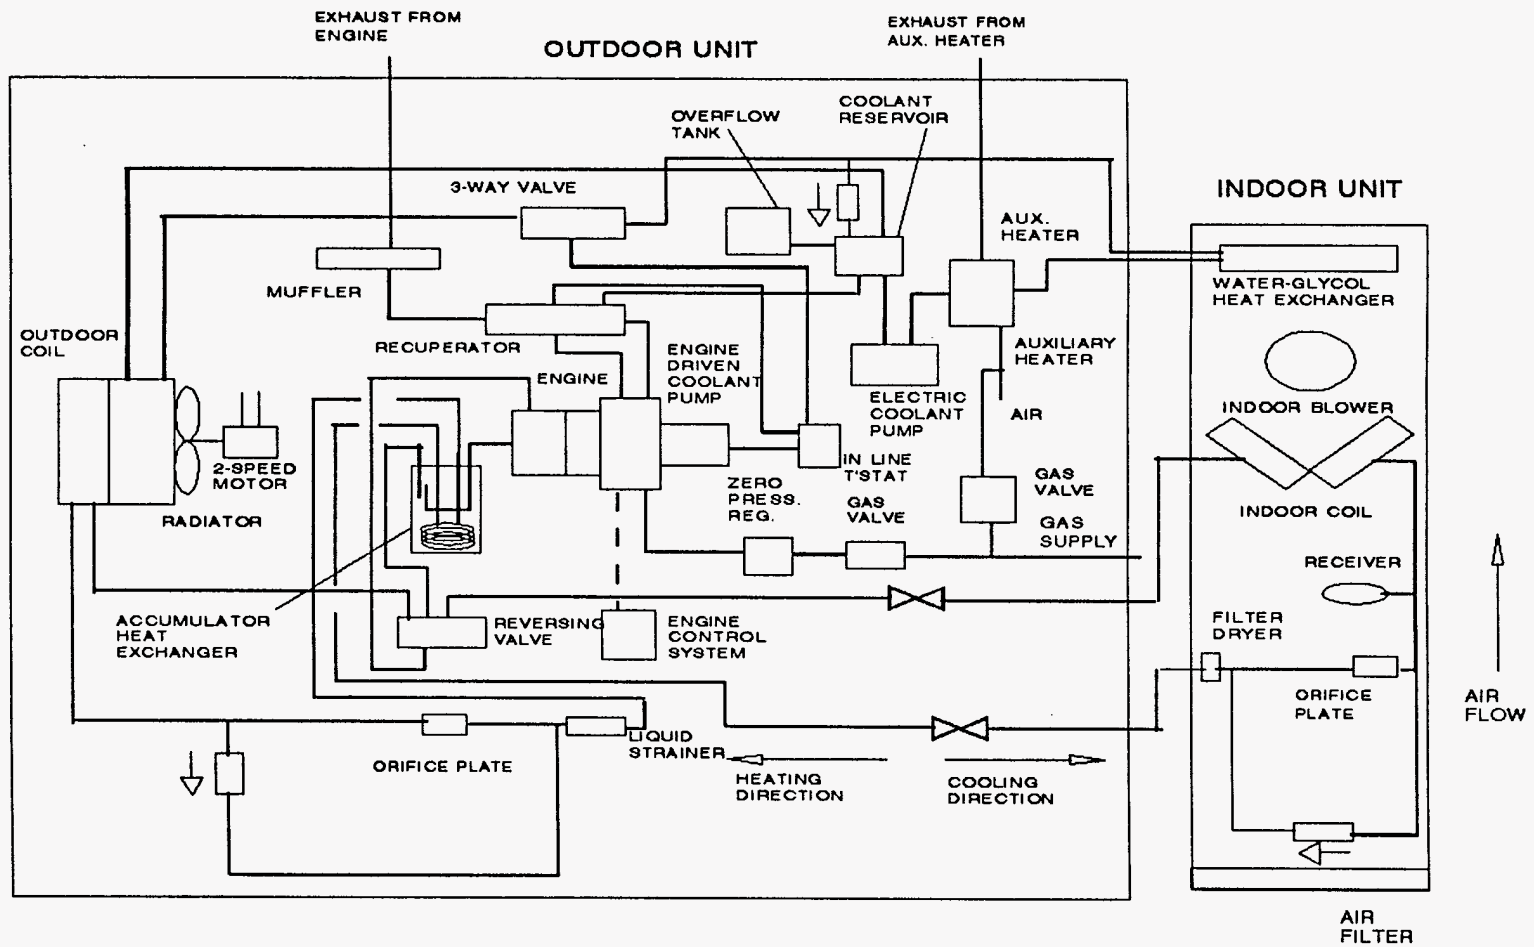 EXHAUST FROM
ENGINE
OUTDOOR UNIT
EXHAUST FROM
AUX. HEATER
OVERFLOW
TANK
COOLANT
RESERVOIR
3-WAY VALVE
INDOOR UNIT
AUX.
HEATER
MUFFLER
WATER-GLYCOL
HEAT EXCHANGER
OUTDOOR
COIL
RECUPERATOR
ENGINE
DRIVEN
COOLANT
PUMP
AUXILIARY
HEATER
ENGINE
ELECTRIC
COOLANT
PUMP
AIR
INDOOR BLOWER
2-SPEED
MOTOR
IN LINE
T'STAT
ZERO
PRESS.
REG.
GAS
VALVE
GAS
VALVE
RADIATOR
INDOOR COIL
GAS
SUPPLY
RECEIVER
ACCUMULATOR
HEAT
EXCHANGER
REVERSING
VALVE
ENGINE
CONTROL
SYSTEM
FILTER
DRYER
ORIFICE
PLATE
AIR
FLOW
LIQUID
STRAINER
ORIFICE PLATE
HEATING
DIRECTION
COOLING
DIRECTION
AIR
FILTER